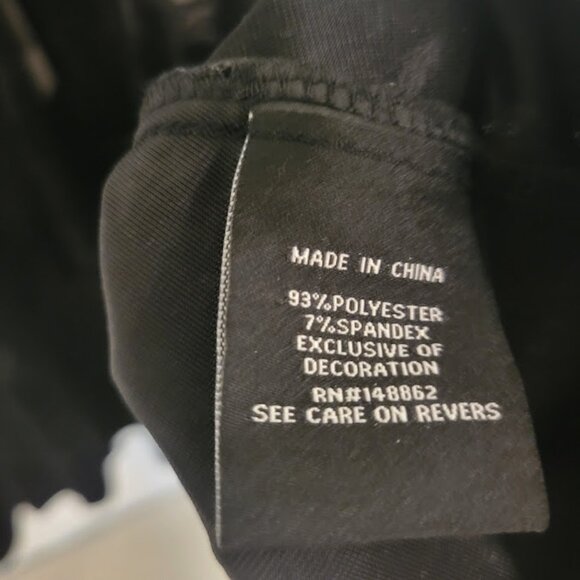 MADE IN CHINA
93%POLYESTER
7%SPANDEX
EXCLUSIVE OF
DECORATION
RN#148862
SEE CARE ON REVERS